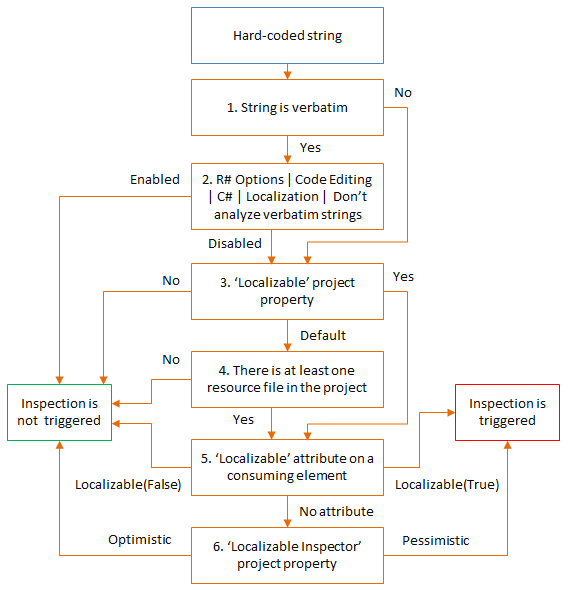 Hard-coded string
No
1. String is verbatim
Yes
Enabled
2. R# Options | Code Editing
| C# | Localization | Don't
analyze verbatim strings
Disabled
No
3. ‘Localizable’ project
property
Yes
Default
No
4. There is at least one
resource file in the project
Inspection is
not triggered
Inspection is
triggered
Yes
5. ‘Localizable’ attribute on a
consuming element
Localizable(False)
Localizable(True)
No attribute
Optimistic
6. ‘Localizable Inspector’
project property
Pessimistic